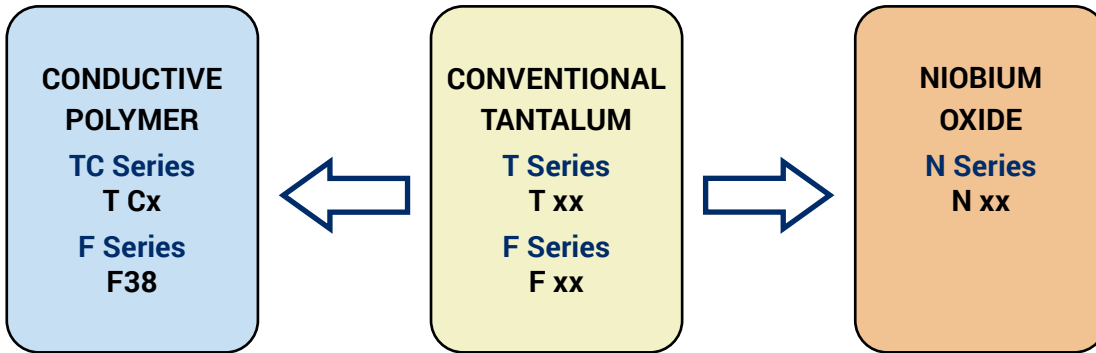 CONDUCTIVE
POLYMER
TC Series
T Cx
F Series
F38
CONVENTIONAL
TANTALUM
T Series
T xx
F Series
F xx
NIOBIUM
OXIDE
N Series
N xx